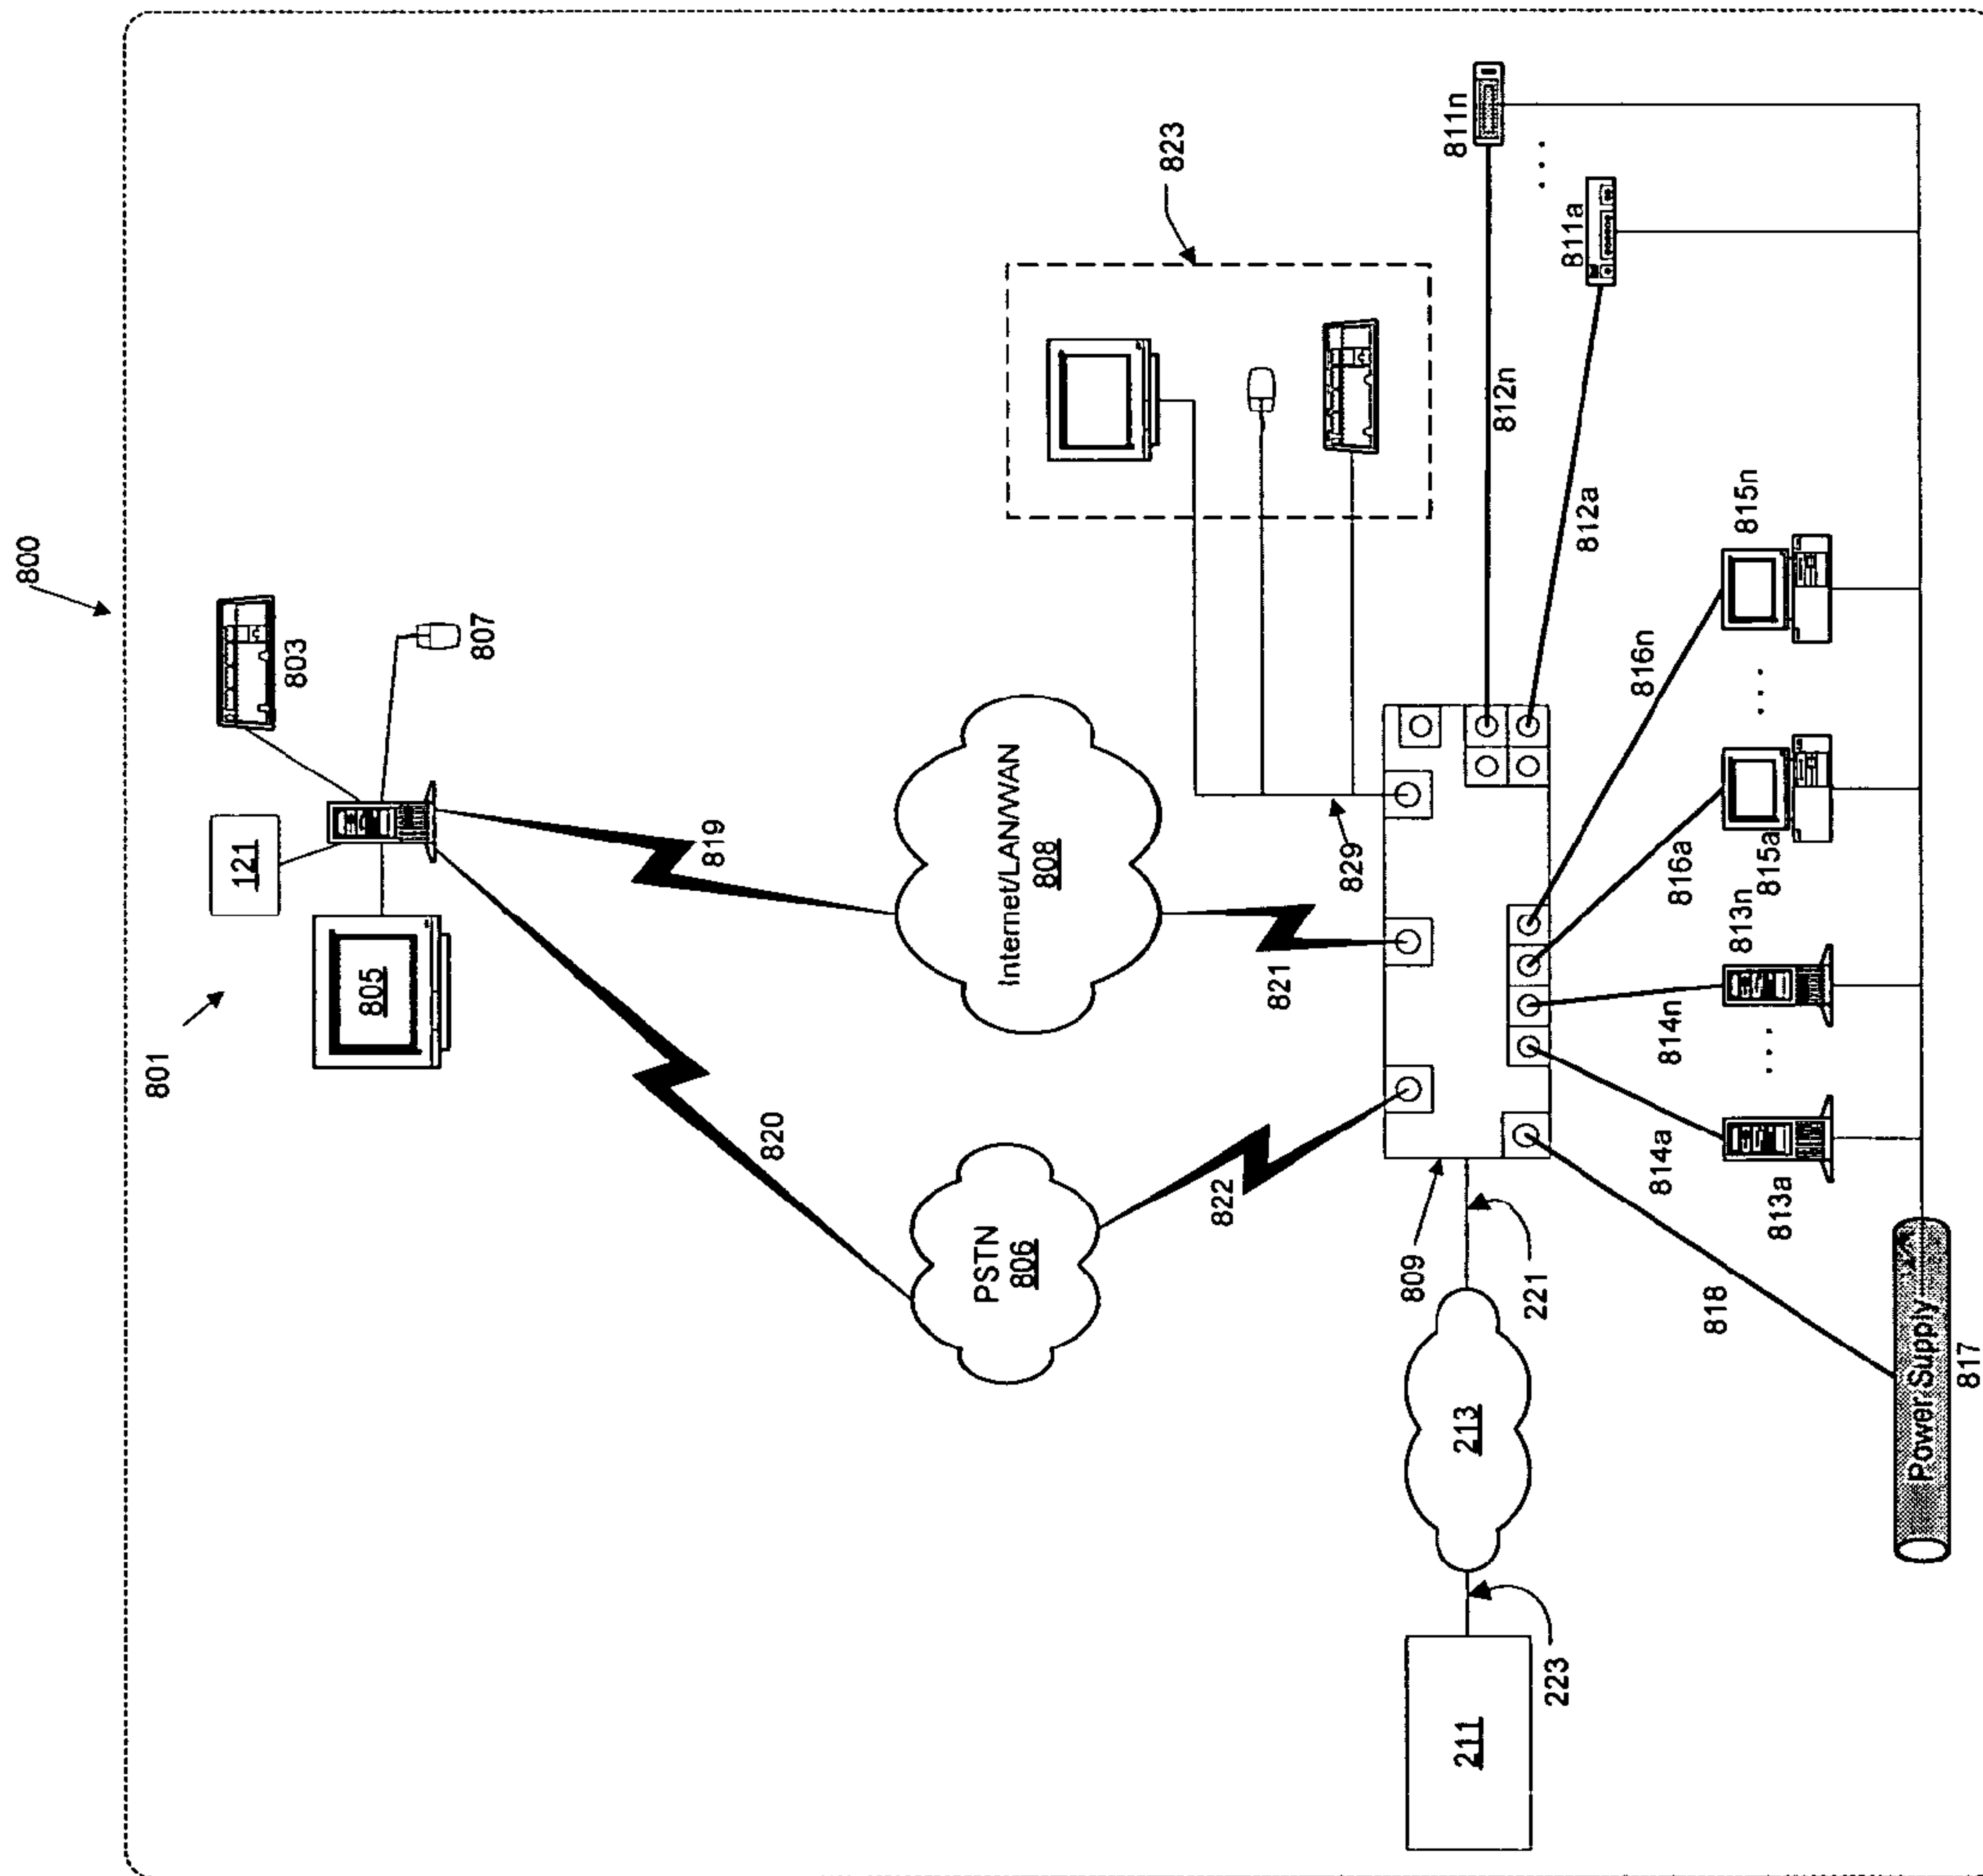 800
801
121
805
803
807
819
820
Internet/LAN/WAN
808
PSTN
806
821
822
823
829
809
221
213
223
211
811n
. . .
811a
812n
812a
816n
816a
814n
814a
818
815n
. . .
815a
813n
. . .
813a
Power Supply
817